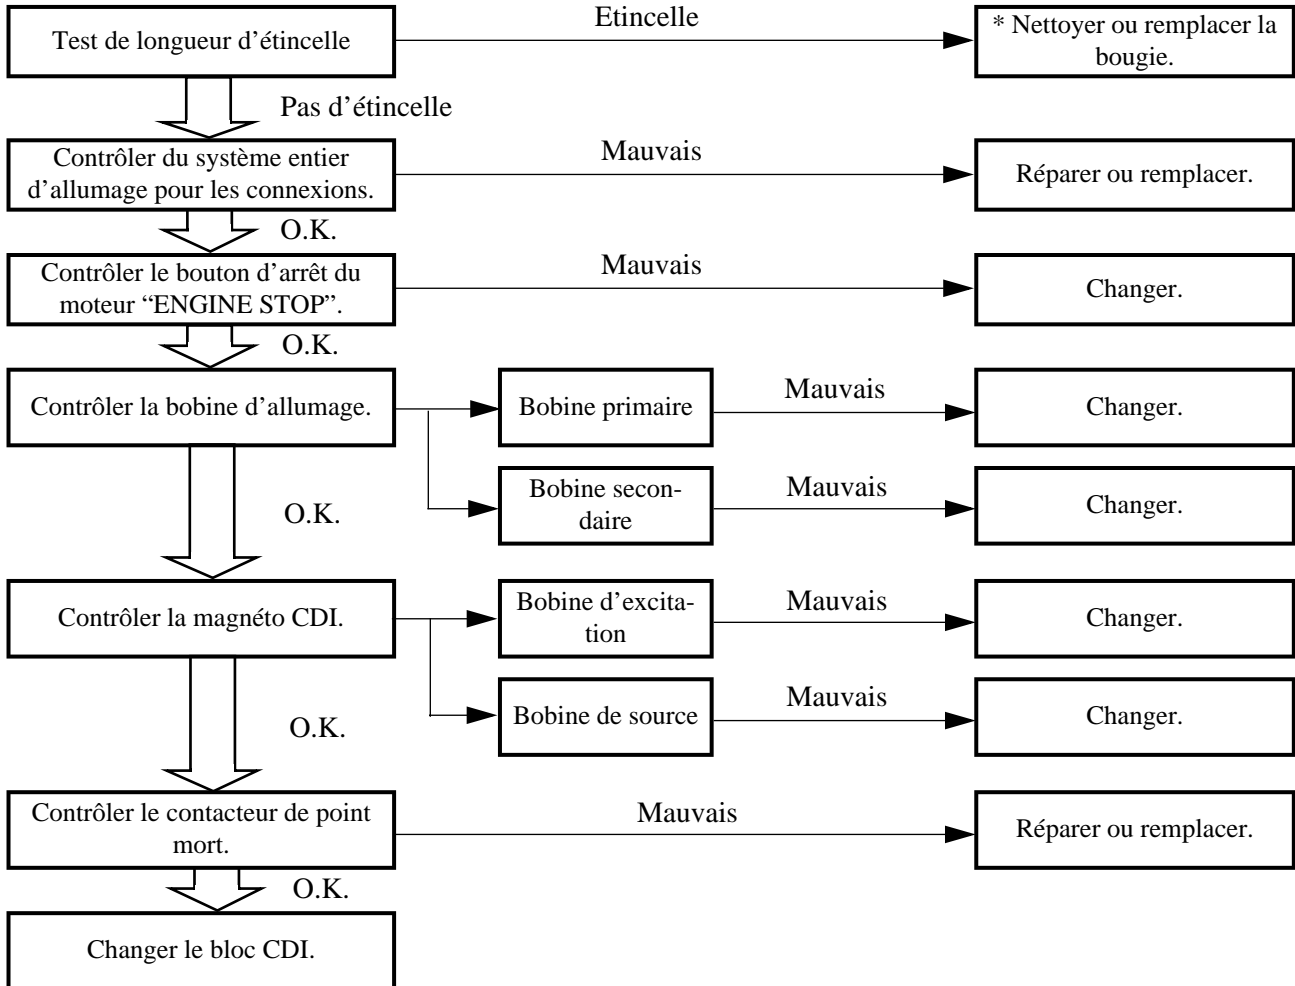 Test de longueur d’étincelle
Etincelle
* Nettoyer ou remplacer la
bougie.
Pas d’étincelle
Contrôler du système entier
d’allumage pour les connexions.
Mauvais
Réparer ou remplacer.
O.K.
Contrôler le bouton d’arrêt du
moteur “ENGINE STOP”.
Mauvais
Changer.
O.K.
Contrôler la bobine d’allumage.
Bobine primaire
Mauvais
Changer.
Bobine secon-
daire
Mauvais
Changer.
O.K.
Contrôler la magnéto CDI.
Bobine d’excita-
tion
Mauvais
Changer.
Bobine de source
Mauvais
Changer.
O.K.
Contrôler le contacteur de point
mort.
Mauvais
Réparer ou remplacer.
O.K.
Changer le bloc CDI.